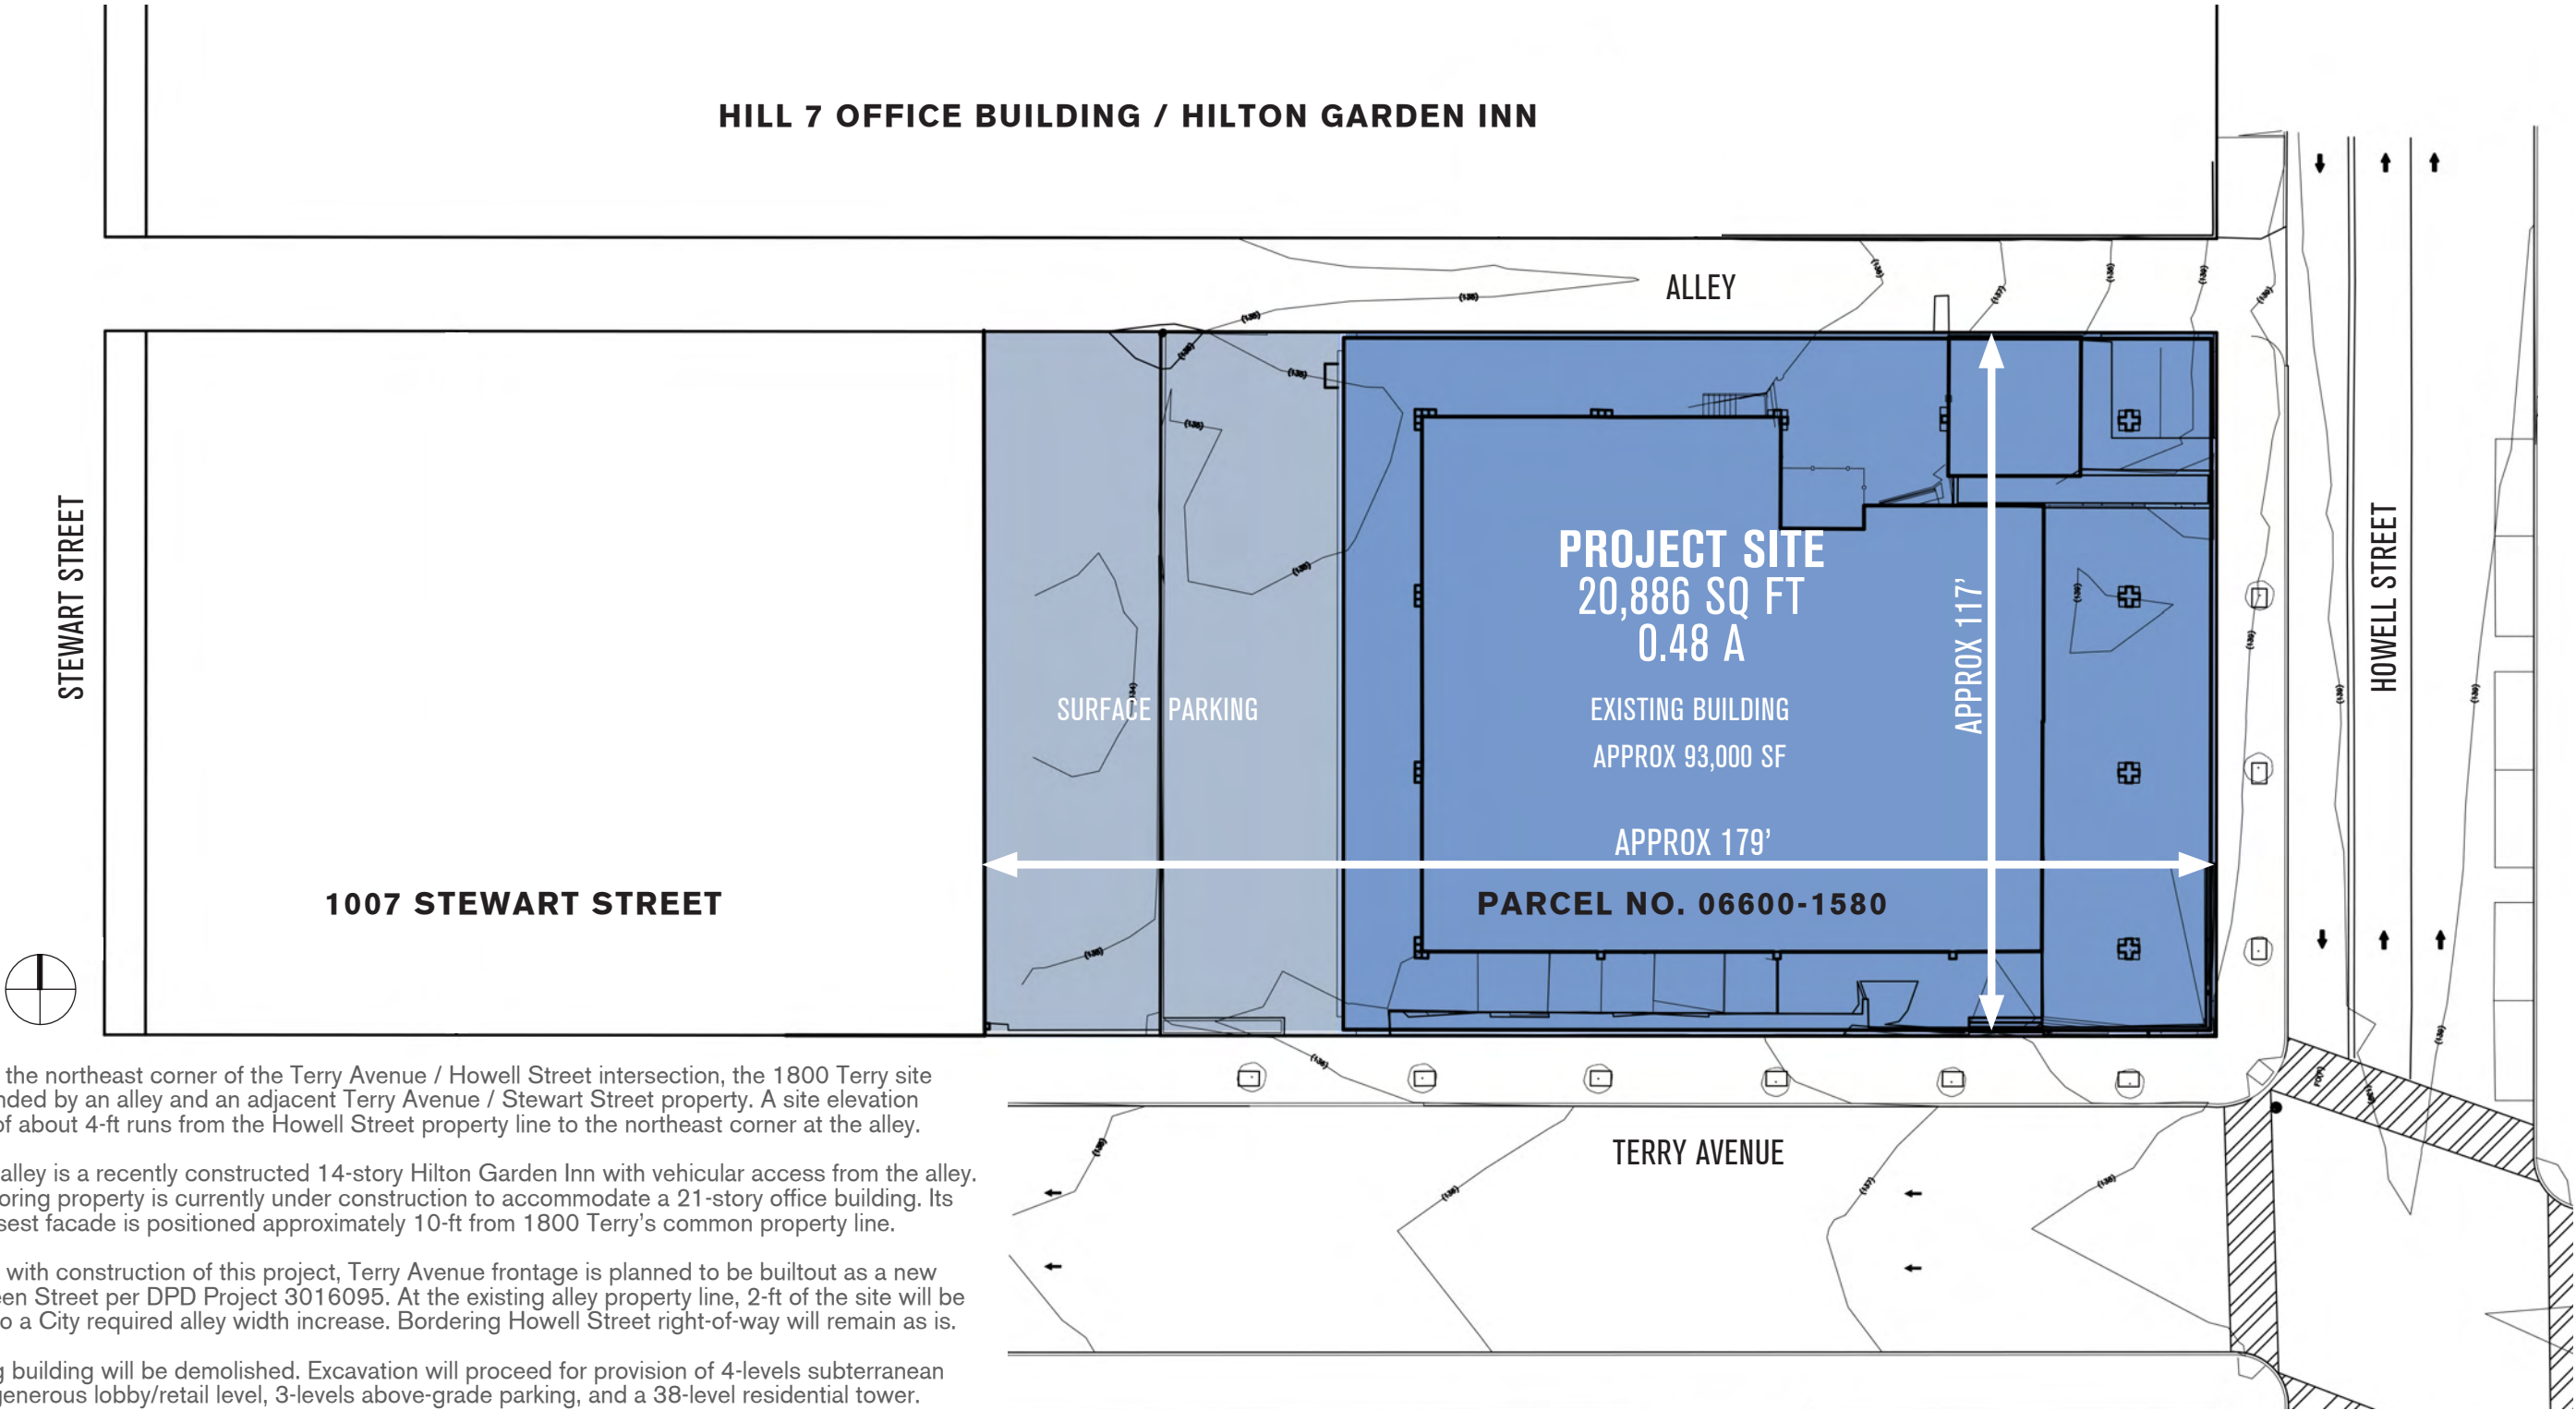 HILL 7 OFFICE BUILDING / HILTON GARDEN INN
ALLEY
STEWART STREET
HOWELL STREET
PROJECT SITE
20,886 SQ FT
0.48 A
APPROX 117’
SURFACE PARKING
EXISTING BUILDING
APPROX 93,000 SF
APPROX 179’
1007 STEWART STREET
PARCEL NO. 06600-1580
TERRY AVENUE
the northeast corner of the Terry Avenue / Howell Street intersection, the 1800 Terry site
nded by an alley and an adjacent Terry Avenue / Stewart Street property. A site elevation
of about 4-ft runs from the Howell Street property line to the northeast corner at the alley.
alley is a recently constructed 14-story Hilton Garden Inn with vehicular access from the alley.
oring property is currently under construction to accommodate a 21-story office building. Its
sest facade is positioned approximately 10-ft from 1800 Terry’s common property line.
with construction of this project, Terry Avenue frontage is planned to be builtout as a new
en Street per DPD Project 3016095. At the existing alley property line, 2-ft of the site will be
o a City required alley width increase. Bordering Howell Street right-of-way will remain as is.
g building will be demolished. Excavation will proceed for provision of 4-levels subterranean
generous lobby/retail level, 3-levels above-grade parking, and a 38-level residential tower.